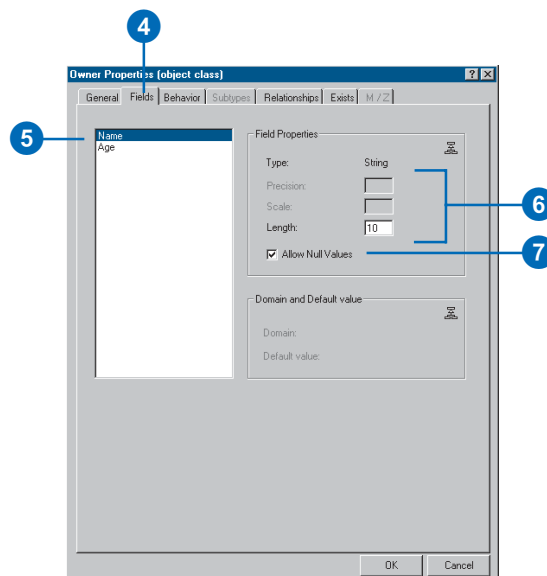 4
Owner Properties (object class)
General Fields Behavior Subtypes Relationships Exists M / Z
5
Name
Age
Field Properties
Type: String
Precision:
Scale:
Length: 10
6
Allow Null Values
7
Domain and Default value
Domain:
Default value:
OK Cancel